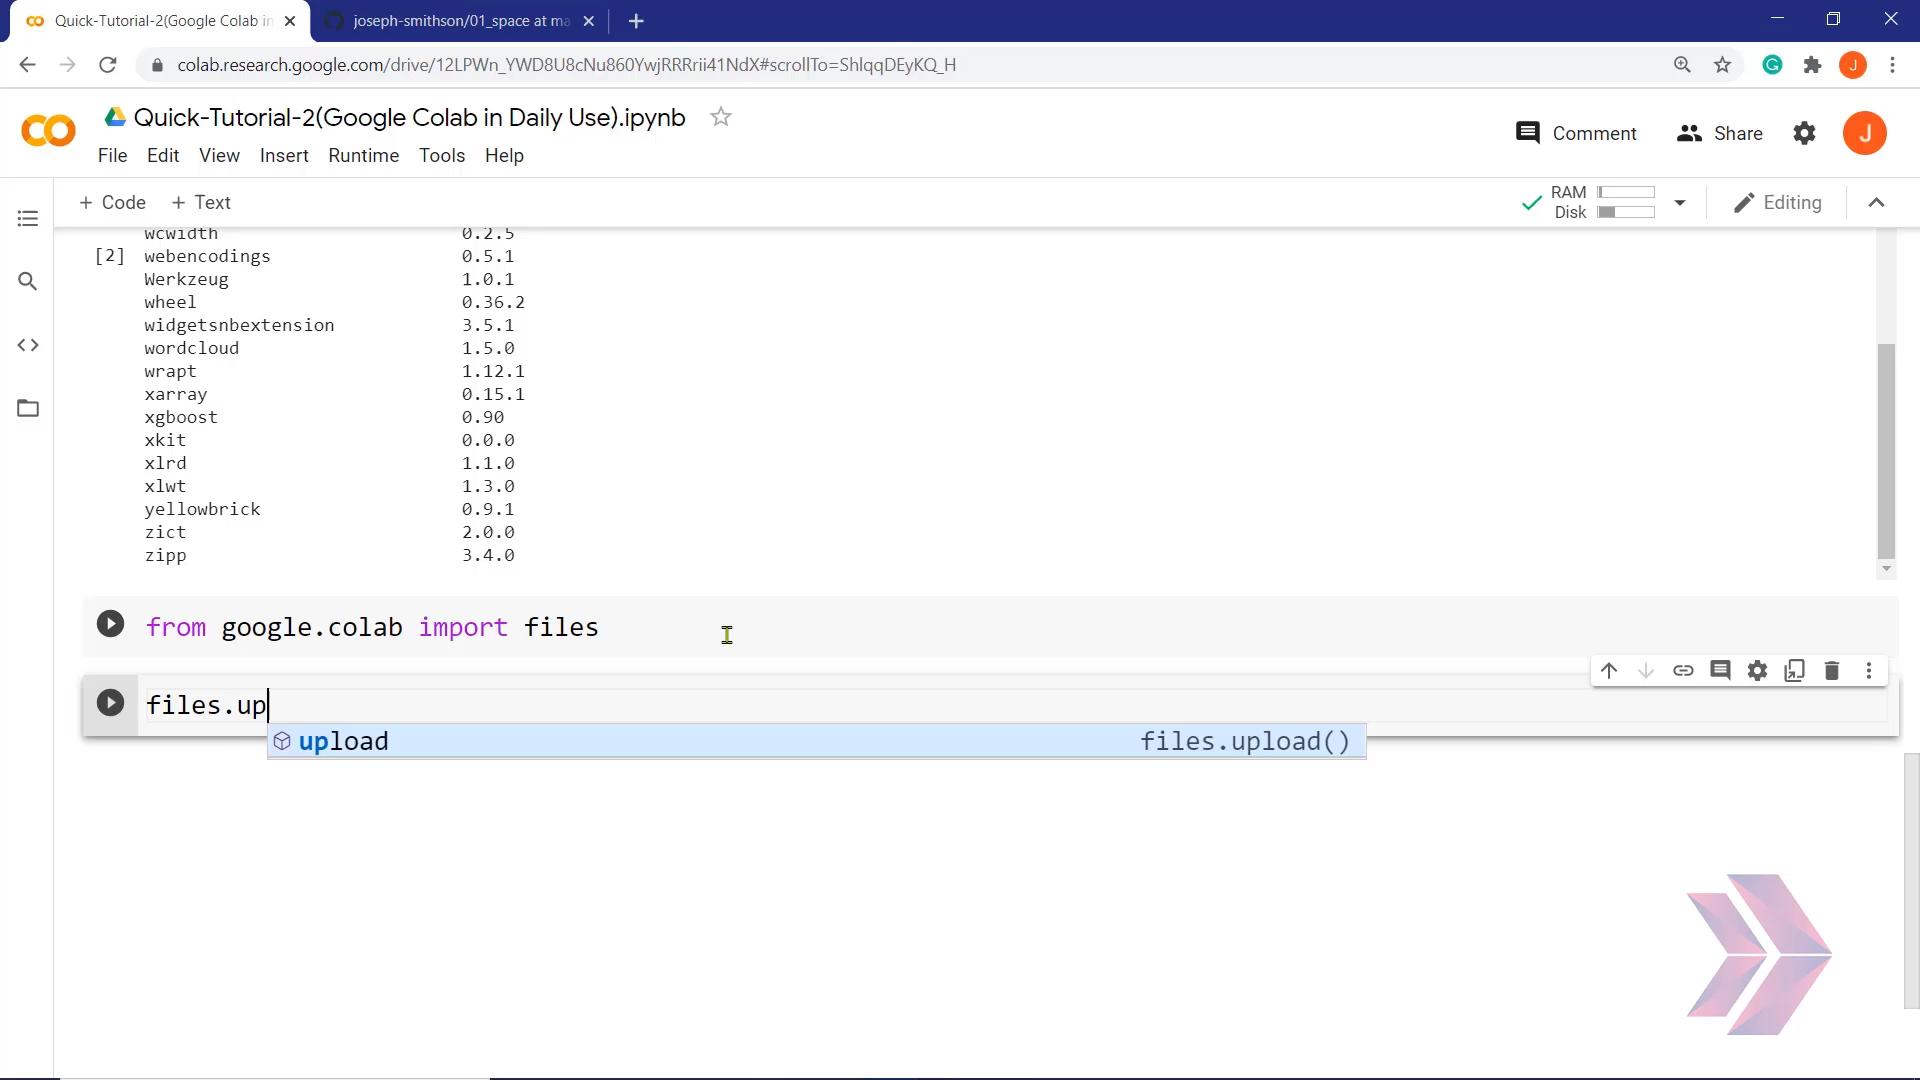 Quick-Tutorial-2(Google Colab in
joseph-smithson/01_space at ma
colab.research.google.com/drive/12LPWn_YWD8U8cNu860YwjRRRrii41NdX#scrollTo=ShlqqDEyKQ_H
J
Quick-Tutorial-2(Google Colab in Daily Use).ipynb
Comment
Share
J
File Edit View Insert Runtime Tools Help
+ Code + Text
RAM
Disk
Editing
wcwidth 0.2.5
[2] webencodings 0.5.1
Werkzeug 1.0.1
wheel 0.36.2
widgetsnbextension 3.5.1
wordcloud 1.5.0
wrapt 1.12.1
xarray 0.15.1
xgboost 0.90
xkit 0.0.0
xlrd 1.1.0
xlwt 1.3.0
yellowbrick 0.9.1
zict 2.0.0
zipp 3.4.0
from google.colab import files
files.up
upload files.upload()